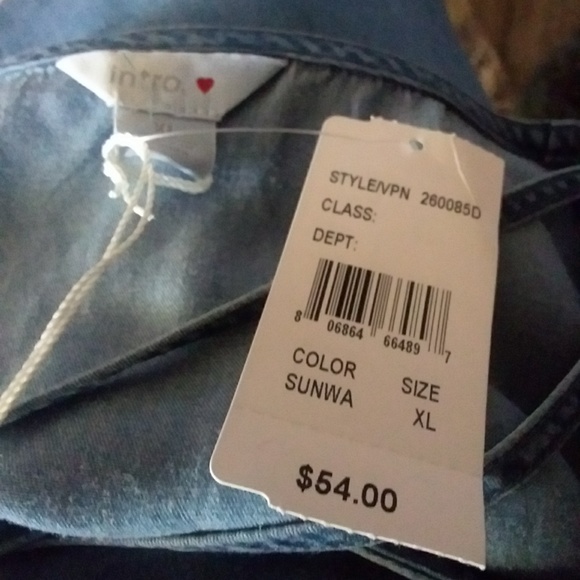 intro.
STYLE/VPN 260085D
CLASS:
DEPT:
8 06864 66489 7
COLOR SIZE
SUNWA XL
$54.00